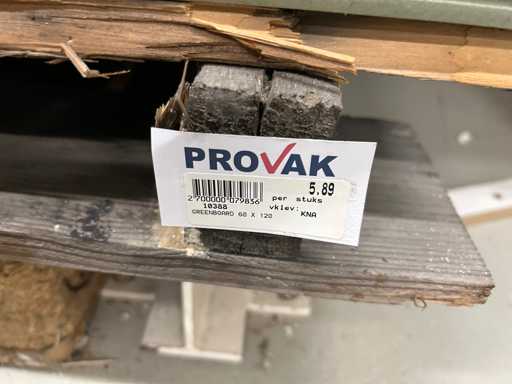 PROVAK
5.89
2 700000 079836
per stuks
10388
vklev:
GREENBOARD 60 X 120
KNA